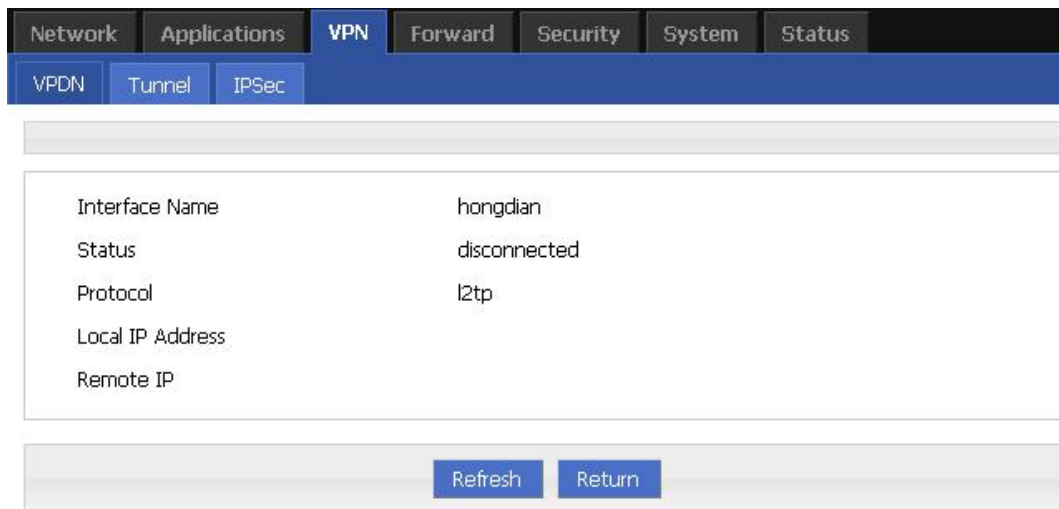 Network Applications VPN Forward Security System Status
VPDN Tunnel IPSec
Interface Name hongdian
Status disconnected
Protocol l2tp
Local IP Address
Remote IP
Refresh Return